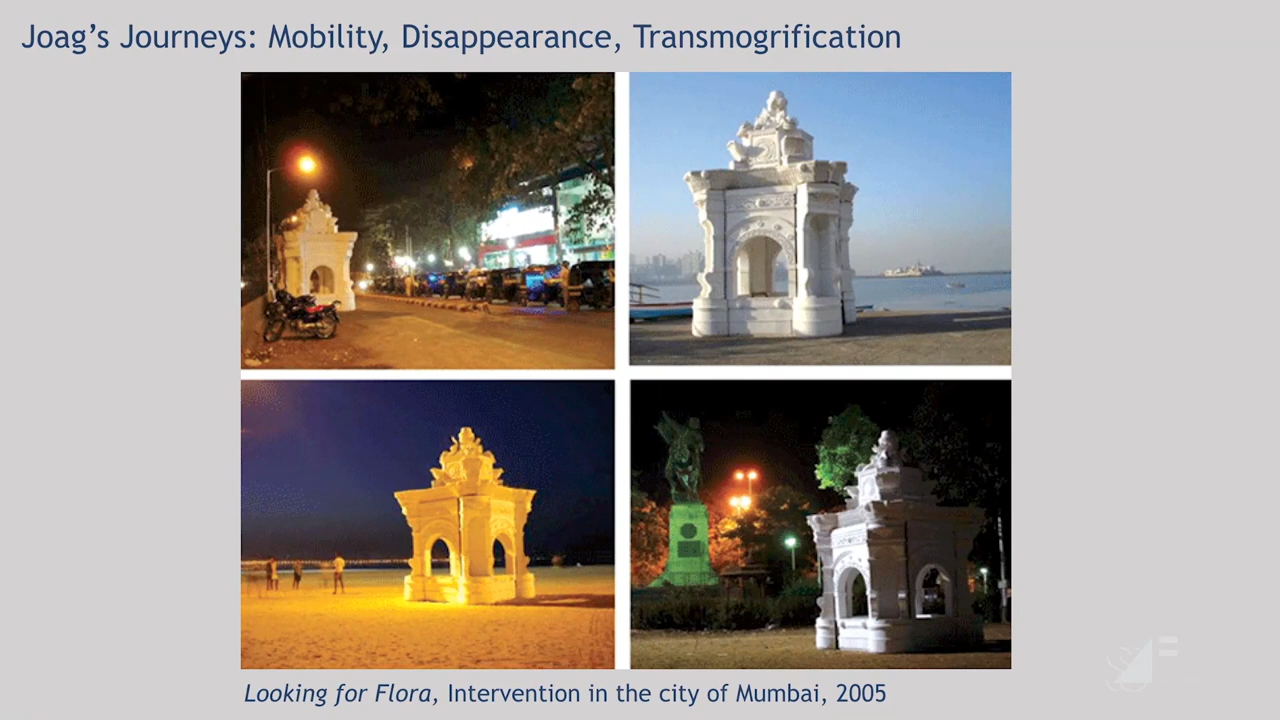 Joag’s Journeys: Mobility, Disappearance, Transmogrification
Looking for Flora, Intervention in the city of Mumbai, 2005